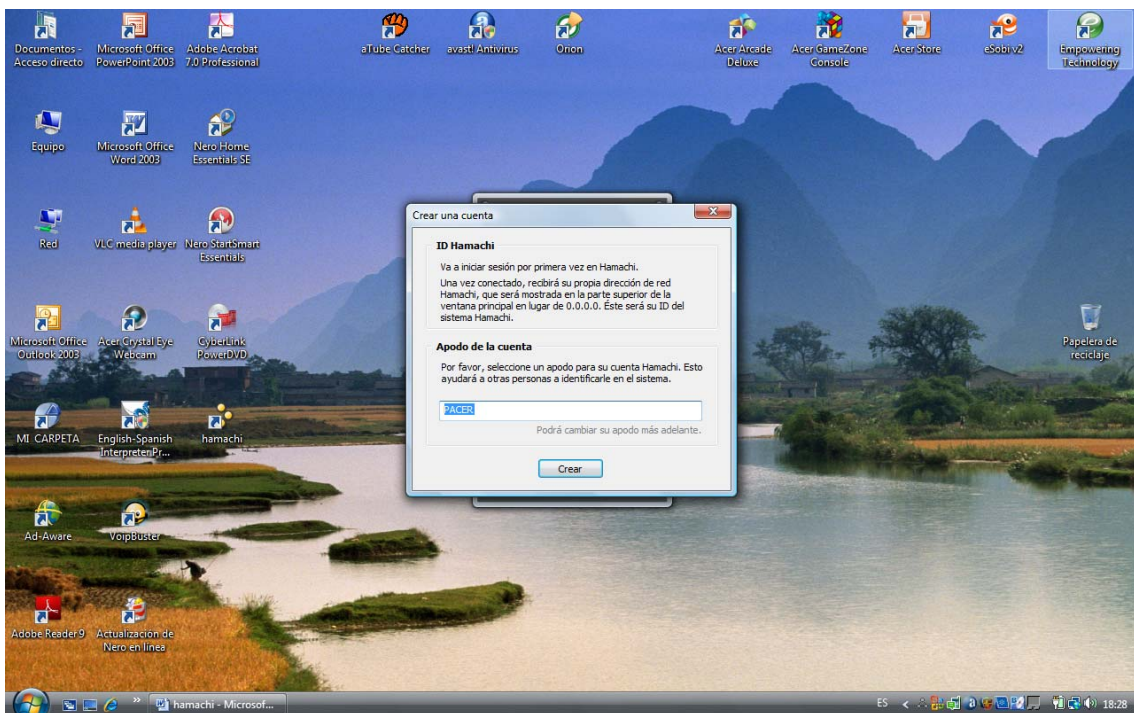 Documentos -
Acceso directo
Microsoft Office
PowerPoint 2003
Adobe Acrobat
7.0 Professional
aTube Catcher
avast! Antivirus
Orion
Acer Arcade
Deluxe
Acer GameZone
Console
Acer Store
eSobi v2
Empowering
Technology
Equipo
Microsoft Office
Word 2003
Nero Home
Essentials SE
Red
VLC media player
Nero StartSmart
Essentials
Microsoft Office
Outlook 2003
Acer Crystal Eye
Webcam
CyberLink
PowerDVD
Papelera de
reciclaje
MI CARPETA
English-Spanish
InterpreterPr...
hamachi
Ad-Aware
VoipBuster
Adobe Reader 9
Actualización de
Nero en línea
Crear una cuenta
ID Hamachi
Va a iniciar sesión por primera vez en Hamachi.
Una vez conectado, recibirá su propia dirección de red
Hamachi, que será mostrada en la parte superior de la
ventana principal en lugar de 0.0.0.0. Éste será su ID del
sistema Hamachi.
Apodo de la cuenta
Por favor, seleccione un apodo para su cuenta Hamachi. Esto
ayudará a otras personas a identificarle en el sistema.
PACER
Podrá cambiar su apodo más adelante.
Crear
hamachi - Microsof...
ES
18:28